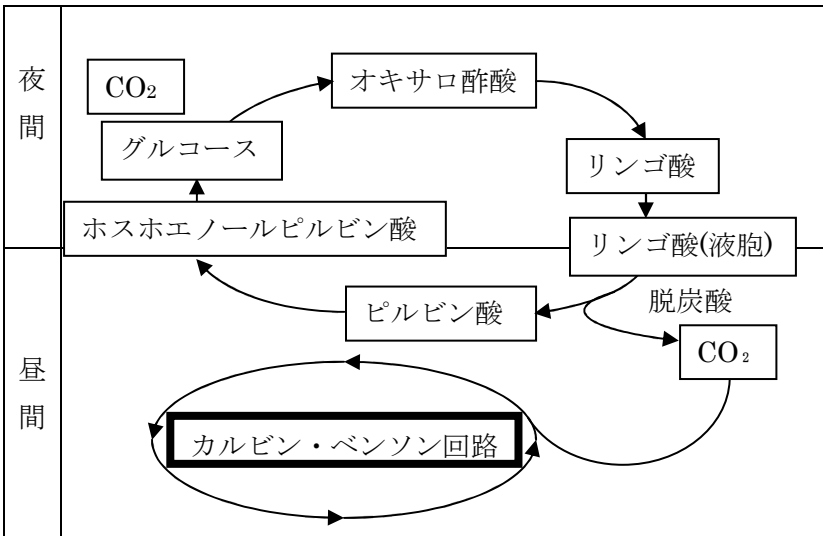 夜間
CO₂
オキサロ酢酸
グルコース
リンゴ酸
ホスホエノールピルビン酸
リンゴ酸(液胞)
昼間
ピルビン酸
脱炭酸
CO₂
カルビン・ベンソン回路